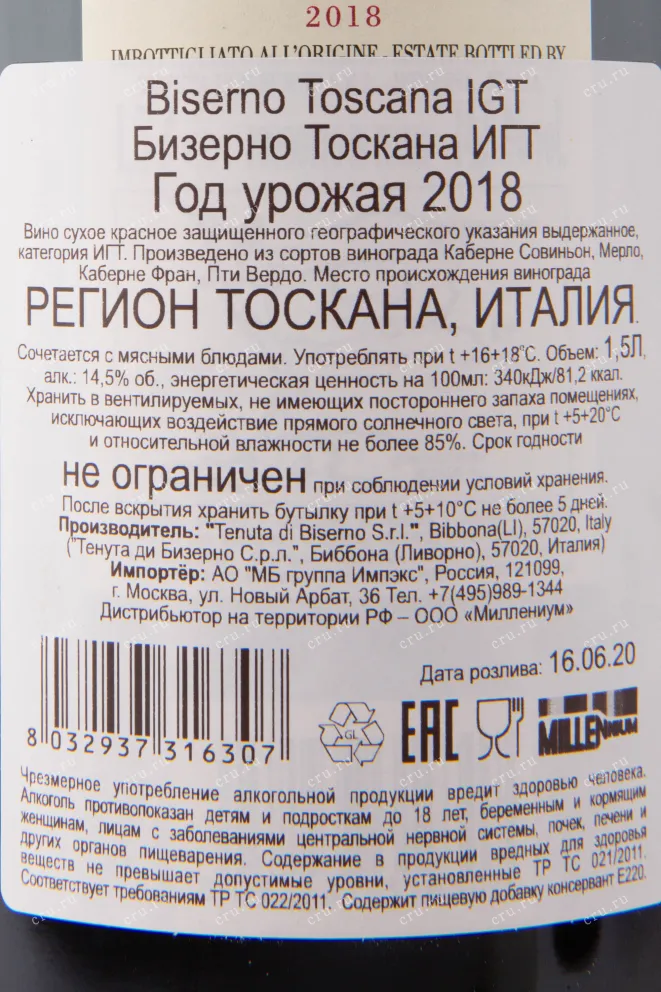 2018
IMBOTTIGLIATO ALL'ORIGINE - ESTATE BOTTLED BY
Biserno Toscana IGT
Бизерно Тоскана ИГТ
Год урожая 2018
Вино сухое красное защищенного географического указания выдержанное,
категория ИГТ. Произведено из сортов винограда Каберне Совиньон, Мерло,
Каберне Фран, Пти Вердо. Место происхождения винограда
РЕГИОН ТОСКАНА, ИТАЛИЯ.
Сочетается с мясными блюдами. Употреблять при t +16+18°С. Объем: 1,5Л,
алк.: 14,5% об., энергетическая ценность на 100мл: 340кДж/81,2 ккал.
Хранить в вентилируемых, не имеющих постороннего запаха помещениях,
исключающих воздействие прямого солнечного света, при t +5+20°С
и относительной влажности не более 85%. Срок годности
не ограничен при соблюдении условий хранения.
После вскрытия хранить бутылку при t +5+10°С не более 5 дней.
Производитель: "Tenuta di Biserno S.r.l.", Bibbona(LI), 57020, Italy
("Тенута ди Бизерно С.р.л.", Биббона (Ливорно), 57020, Италия)
Импортёр: АО "МБ группа Импэкс", Россия, 121099,
г. Москва, ул. Новый Арбат, 36 Тел. +7(495)989-1344
Дистрибьютор на территории РФ – ООО «Миллениум»
Дата розлива: 16.06.20
8 032937 316307
GL
EAC
MILLENNIUM
Чрезмерное употребление алкогольной продукции вредит здоровью человека.
Алкоголь противопоказан детям и подросткам до 18 лет, беременным и кормящим
женщинам, лицам с заболеваниями центральной нервной системы, почек, печени и
других органов пищеварения. Содержание в продукции вредных для здоровья
веществ не превышает допустимые уровни, установленные ТР ТС 021/2011.
Соответствует требованиям ТР ТС 022/2011. Содержит пищевую добавку консервант Е220.